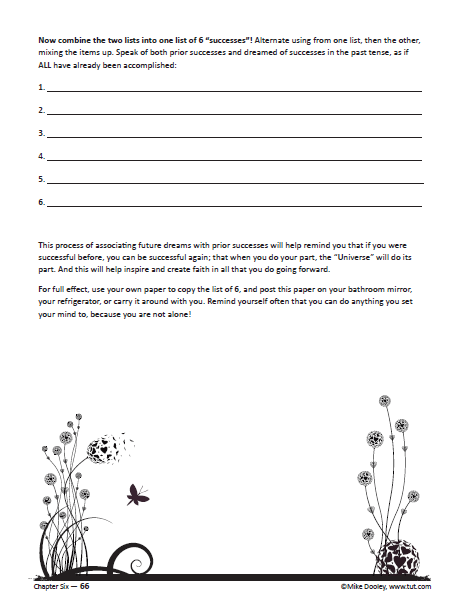 Now combine the two lists into one list of 6 “successes”! Alternate using from one list, then the other,
mixing the items up. Speak of both prior successes and dreamed of successes in the past tense, as if
ALL have already been accomplished:
1.
2.
3.
4.
5.
6.
This process of associating future dreams with prior successes will help remind you that if you were
successful before, you can be successful again; that when you do your part, the “Universe” will do its
part. And this will help inspire and create faith in all that you do going forward.
For full effect, use your own paper to copy the list of 6, and post this paper on your bathroom mirror,
your refrigerator, or carry it around with you. Remind yourself often that you can do anything you set
your mind to, because you are not alone!
Chapter Six — 66
©Mike Dooley, www.tut.com